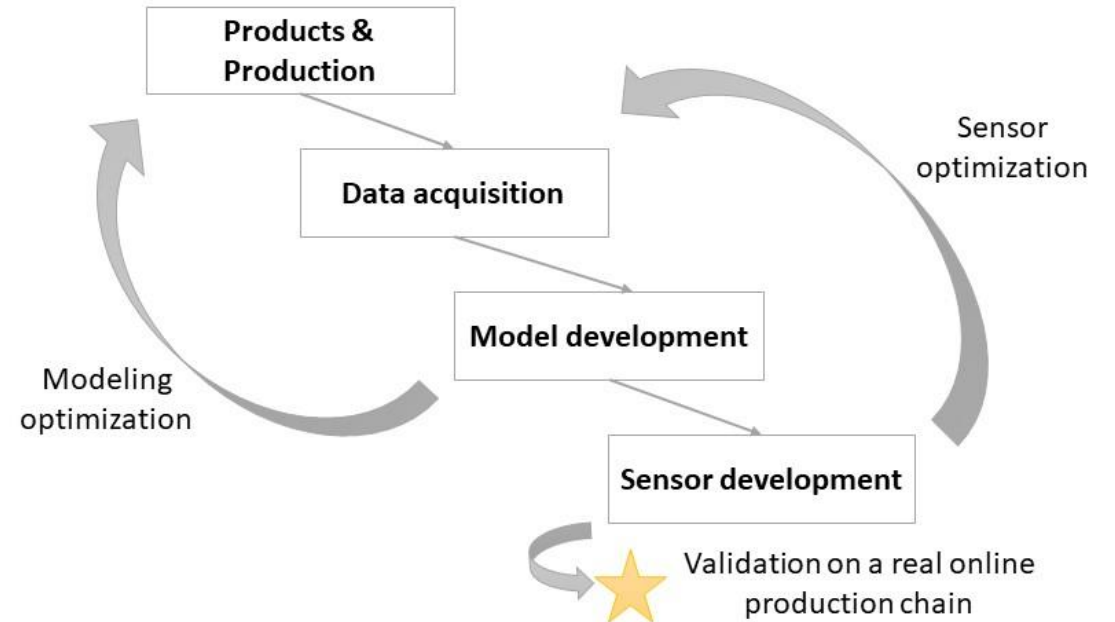 Products &
Production
Sensor
optimization
Data acquisition
Model development
Modeling
optimization
Sensor development
Validation on a real online
production chain